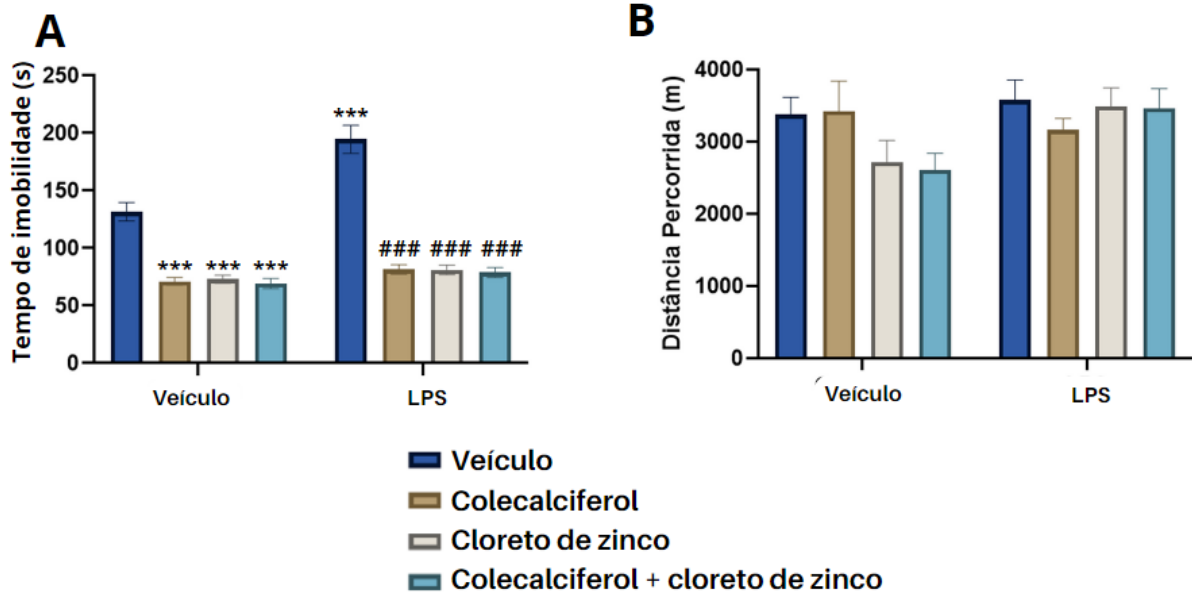 A
Tempo de imobilidade (s)
250
200
150
100
50
0
***
***
***
***
###
###
###
Veículo
LPS
B
Distância Percorrida (m)
4000
3000
2000
1000
0
Veículo
LPS
Veículo
Colecalciferol
Cloreto de zinco
Colecalciferol + cloreto de zinco